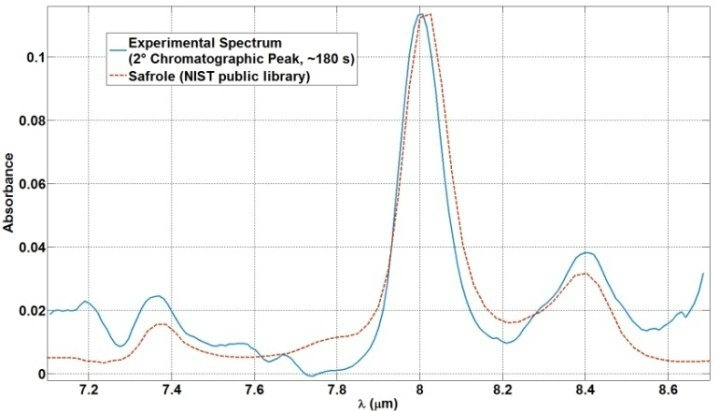 Experimental Spectrum
(2° Chromatographic Peak, ~180 s)
Safrole (NIST public library)
Absorbance
0.1
0.08
0.06
0.04
0.02
0
7.2 7.4 7.6 7.8 8 8.2 8.4 8.6
λ (μm)